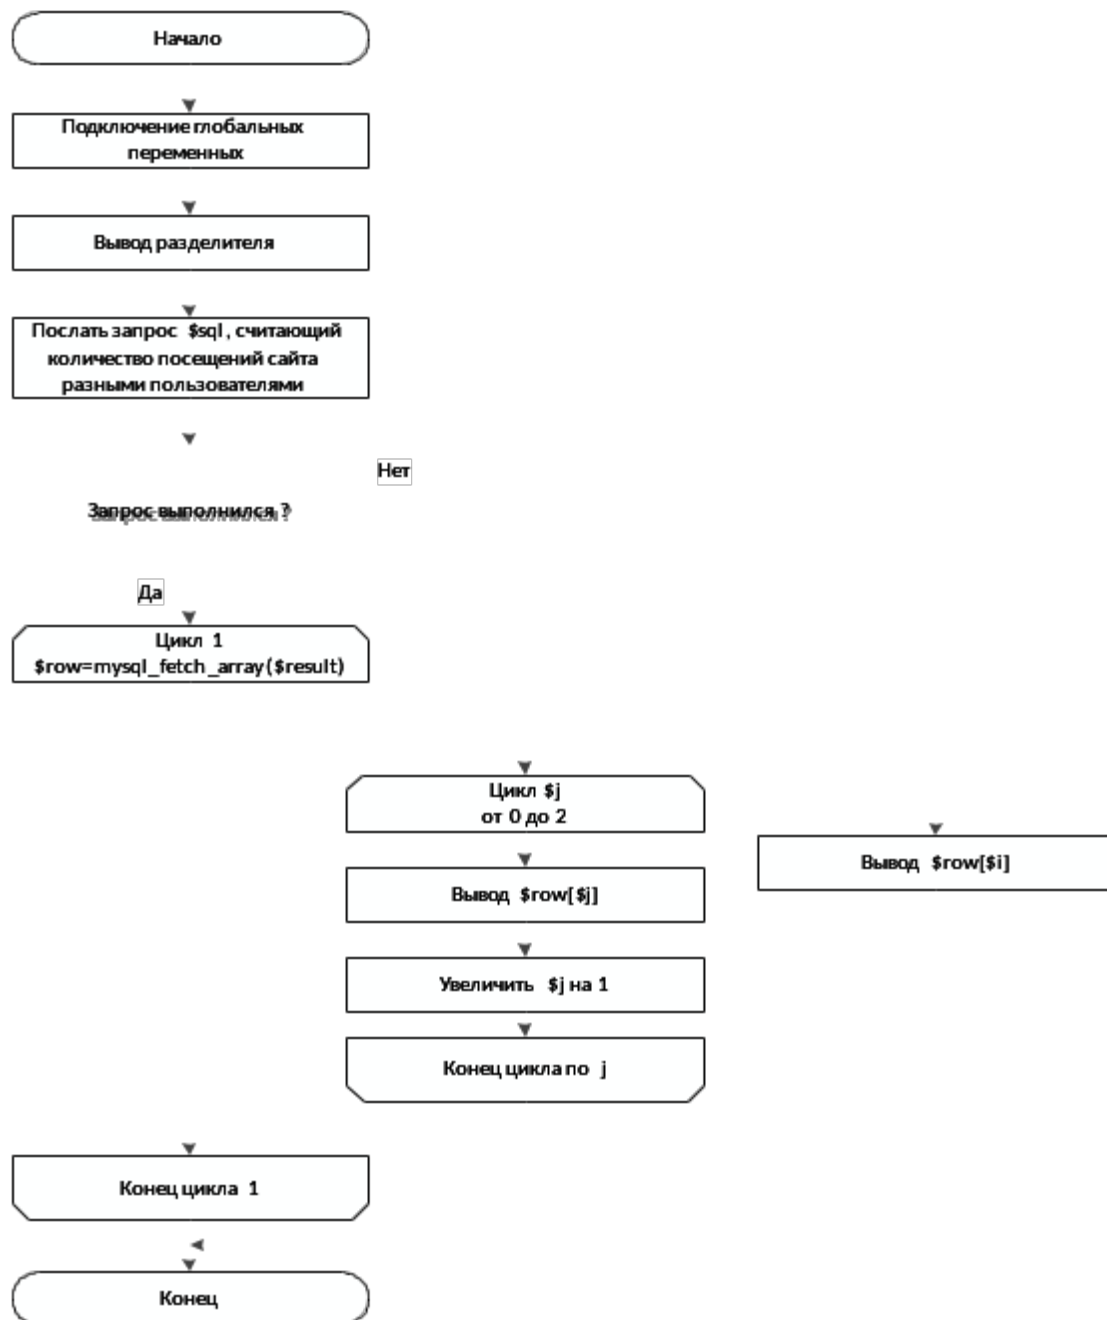 Начало
Подключение глобальных
переменных
Вывод разделителя
Послать запрос $sql, считающий
количество посещений сайта
разными пользователями
Нет
Запрос выполнился ?
Да
Цикл 1
$row=mysql_fetch_array($result)
Цикл $j
от 0 до 2
Вывод $row[$i]
Вывод $row[$j]
Увеличить $j на 1
Конец цикла по j
Конец цикла 1
Конец